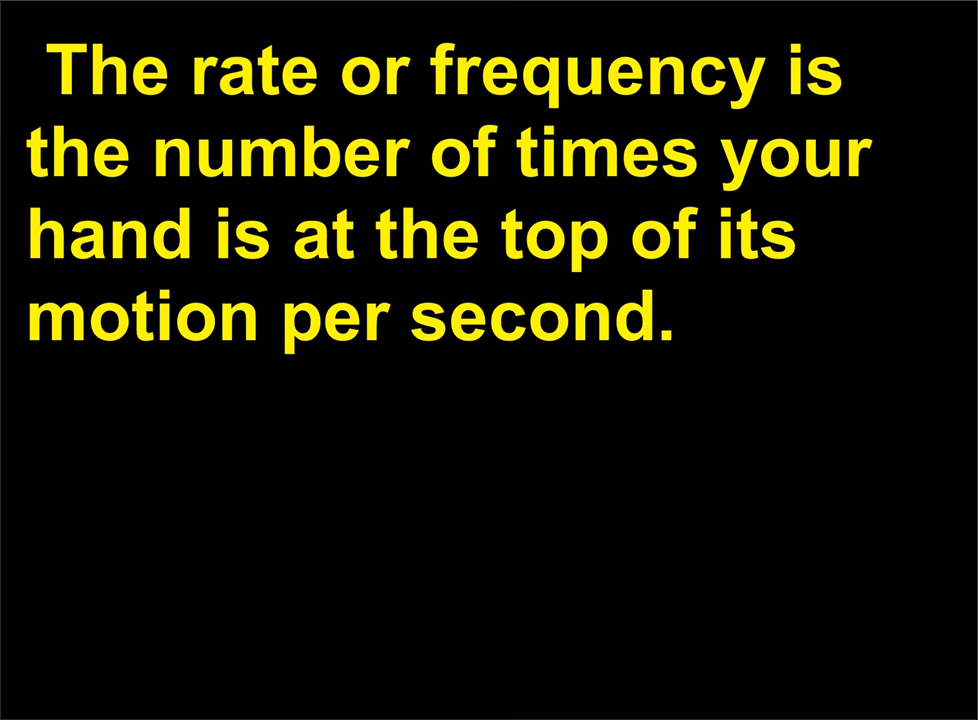 The rate or frequency is
the number of times your
hand is at the top of its
motion per second.